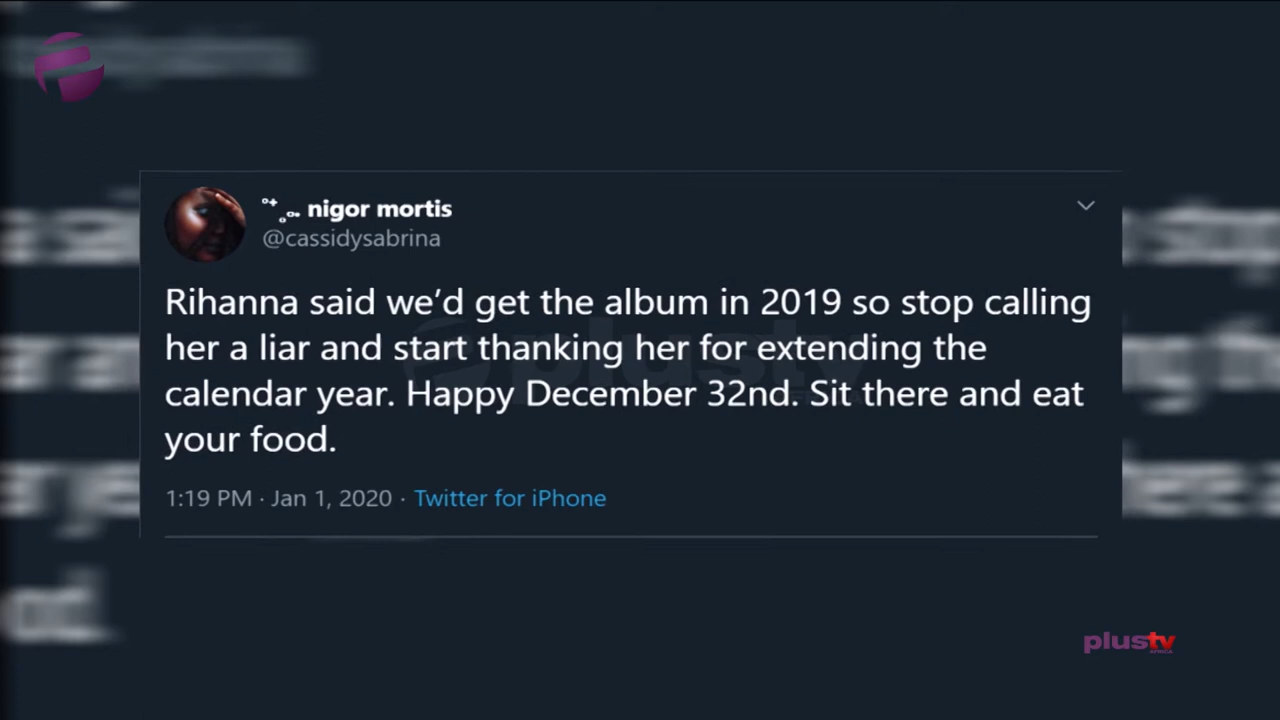 °⁺₀ₒ. nigor mortis
@cassidysabrina
Rihanna said we’d get the album in 2019 so stop calling
her a liar and start thanking her for extending the
calendar year. Happy December 32nd. Sit there and eat
your food.
1:19 PM · Jan 1, 2020 · Twitter for iPhone
plustv
AFRICA